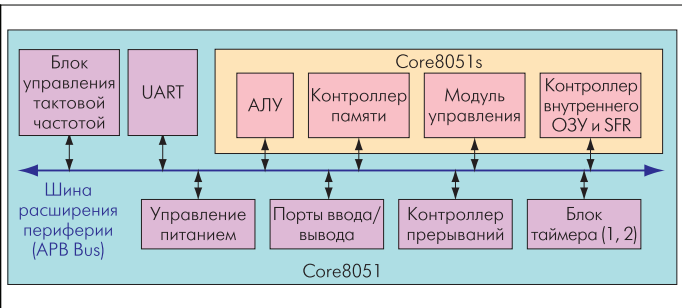 Core8051s
Блок
управления
тактовой
частотой
UART
АЛУ
Контроллер
памяти
Модуль
управления
Контроллер
внутреннего
ОЗУ и SFR
Шина
расширения
периферии
(APB Bus)
Управление
питанием
Порты ввода/
вывода
Контроллер
прерываний
Блок
таймера (1, 2)
Core8051